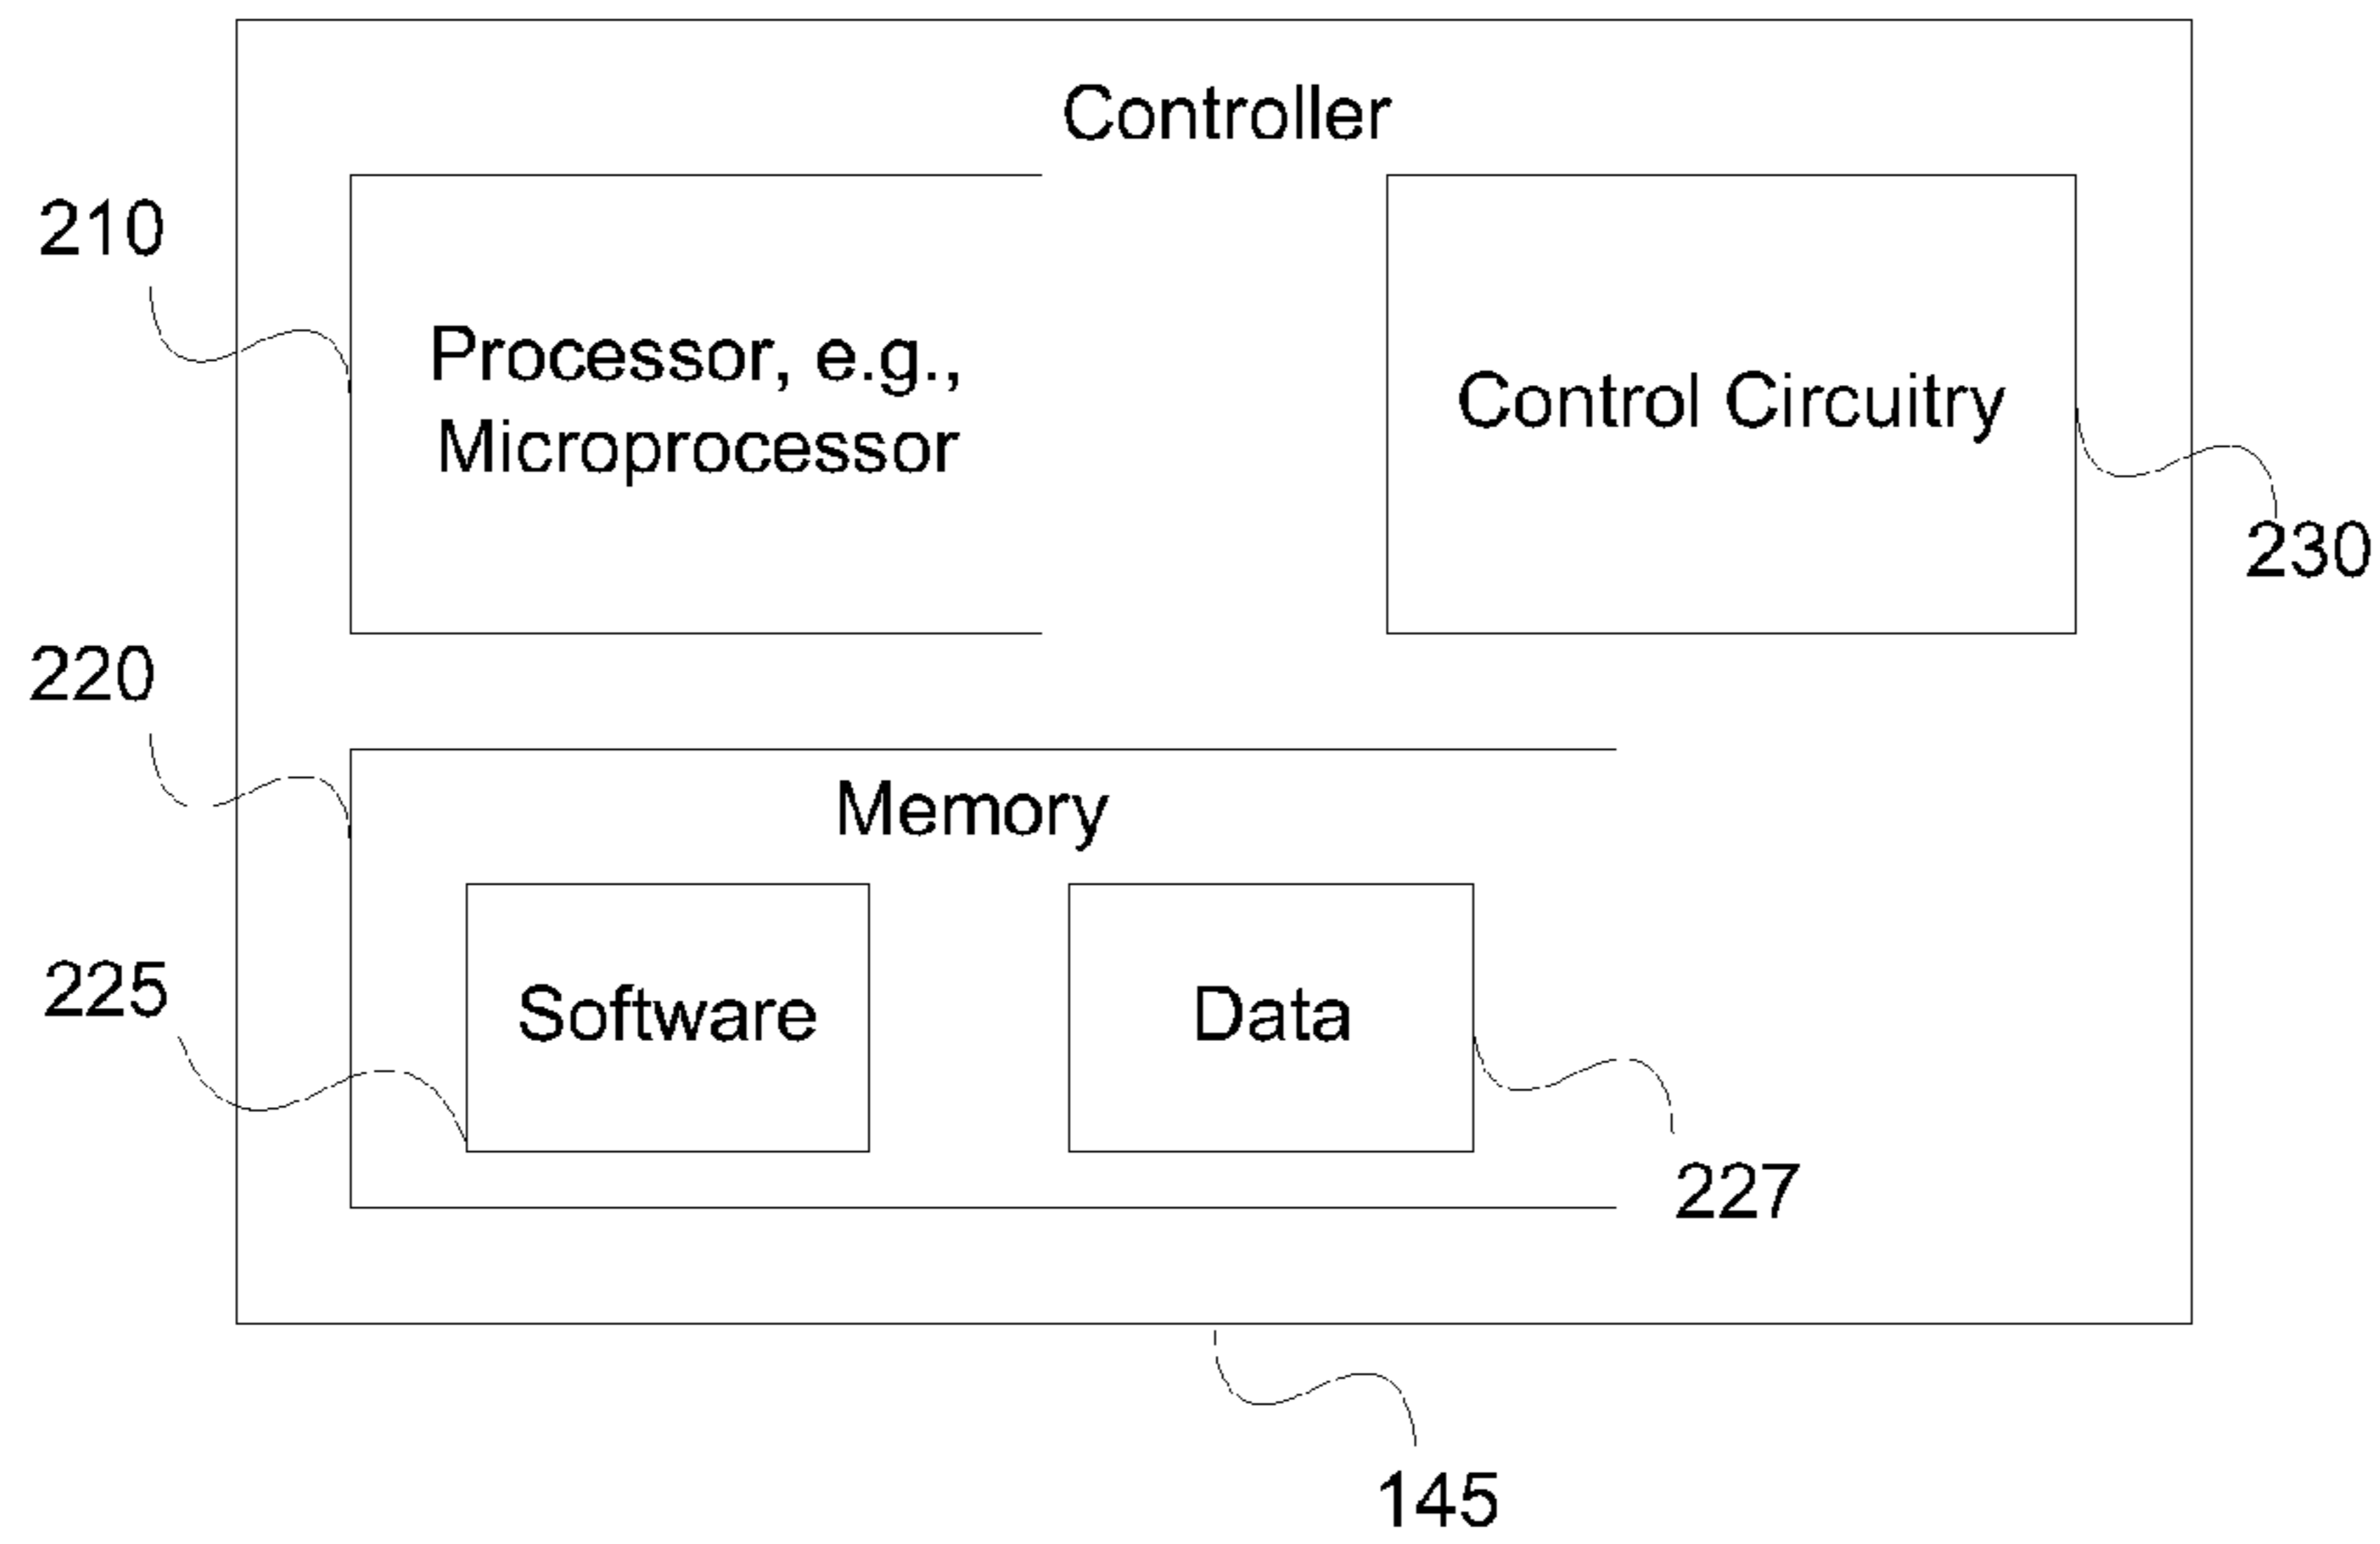 Controller
210
Processor, e.g.,
Microprocessor
Control Circuitry
230
220
Memory
225
Software
Data
227
145